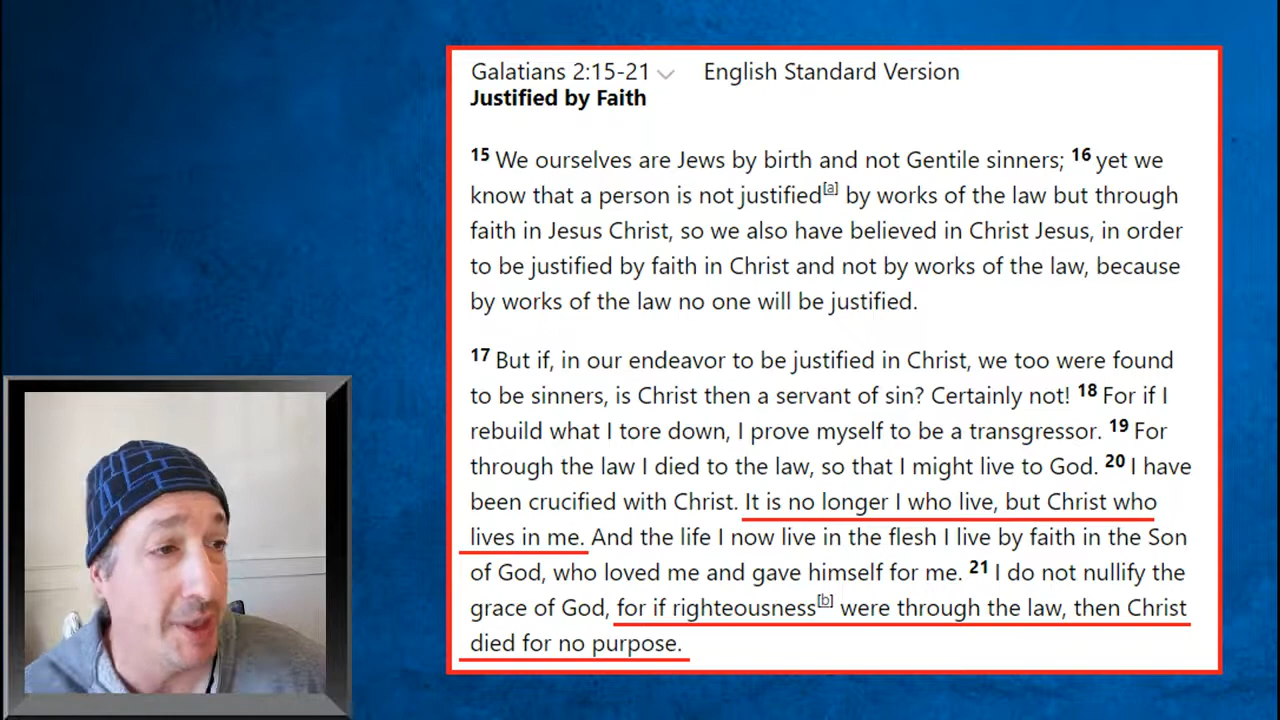 Galatians 2:15-21 English Standard Version
Justified by Faith
15 We ourselves are Jews by birth and not Gentile sinners; 16 yet we
know that a person is not justified[a] by works of the law but through
faith in Jesus Christ, so we also have believed in Christ Jesus, in order
to be justified by faith in Christ and not by works of the law, because
by works of the law no one will be justified.
17 But if, in our endeavor to be justified in Christ, we too were found
to be sinners, is Christ then a servant of sin? Certainly not! 18 For if I
rebuild what I tore down, I prove myself to be a transgressor. 19 For
through the law I died to the law, so that I might live to God. 20 I have
been crucified with Christ. It is no longer I who live, but Christ who
lives in me. And the life I now live in the flesh I live by faith in the Son
of God, who loved me and gave himself for me. 21 I do not nullify the
grace of God, for if righteousness[b] were through the law, then Christ
died for no purpose.